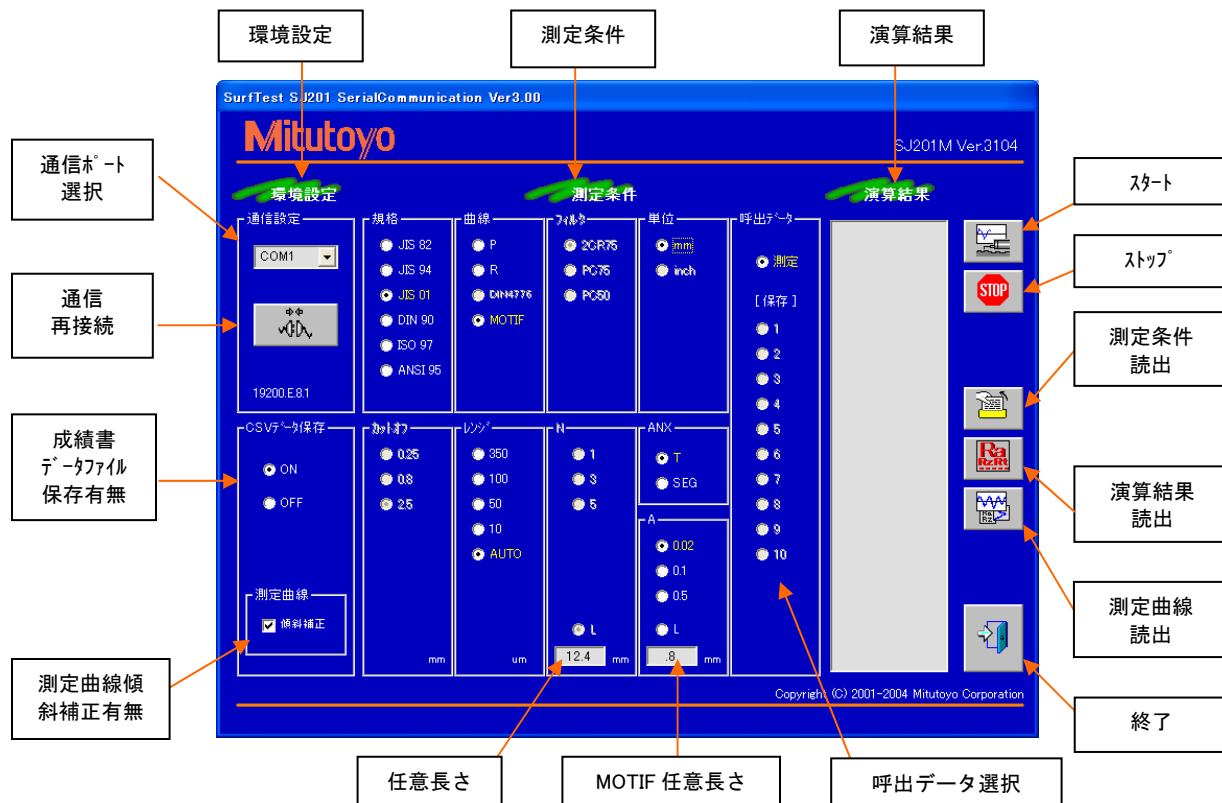 環境設定
測定条件
演算結果
SurfTest SJ201 SerialCommunication Ver3.00
Mitutoyo
SJ201M Ver.3104
環境設定
測定条件
演算結果
通信ﾎﾟｰﾄ
選択
通信
再接続
成績書
ﾃﾞｰﾀﾌｧｲﾙ
保存有無
測定曲線傾
斜補正有無
通信設定
COM1
19200.E.8.1
CSVﾃﾞｰﾀ保存
ON
OFF
測定曲線
傾斜補正
規格
JIS 82
JIS 94
JIS 01
DIN 90
ISO 97
ANSI 95
曲線
P
R
DIN4776
MOTIF
ﾌｨﾙﾀ
2CR75
PC75
PC50
単位
mm
inch
呼出ﾃﾞｰﾀ
測定
[ 保存 ]
1
2
3
4
5
6
7
8
9
10
ｶｯﾄｵﾌ
0.25
0.8
2.5
mm
ﾚﾝｼﾞ
350
100
50
10
AUTO
um
N
1
3
5
L
12.4 mm
ANX
T
SEG
A
0.02
0.1
0.5
L
.8 mm
STOP
Ra
RzRt
Ra
Rz
Copyright (C) 2001-2004 Mitutoyo Corporation
ｽﾀｰﾄ
ｽﾄｯﾌﾟ
測定条件
読出
演算結果
読出
測定曲線
読出
終了
任意長さ
MOTIF 任意長さ
呼出データ選択